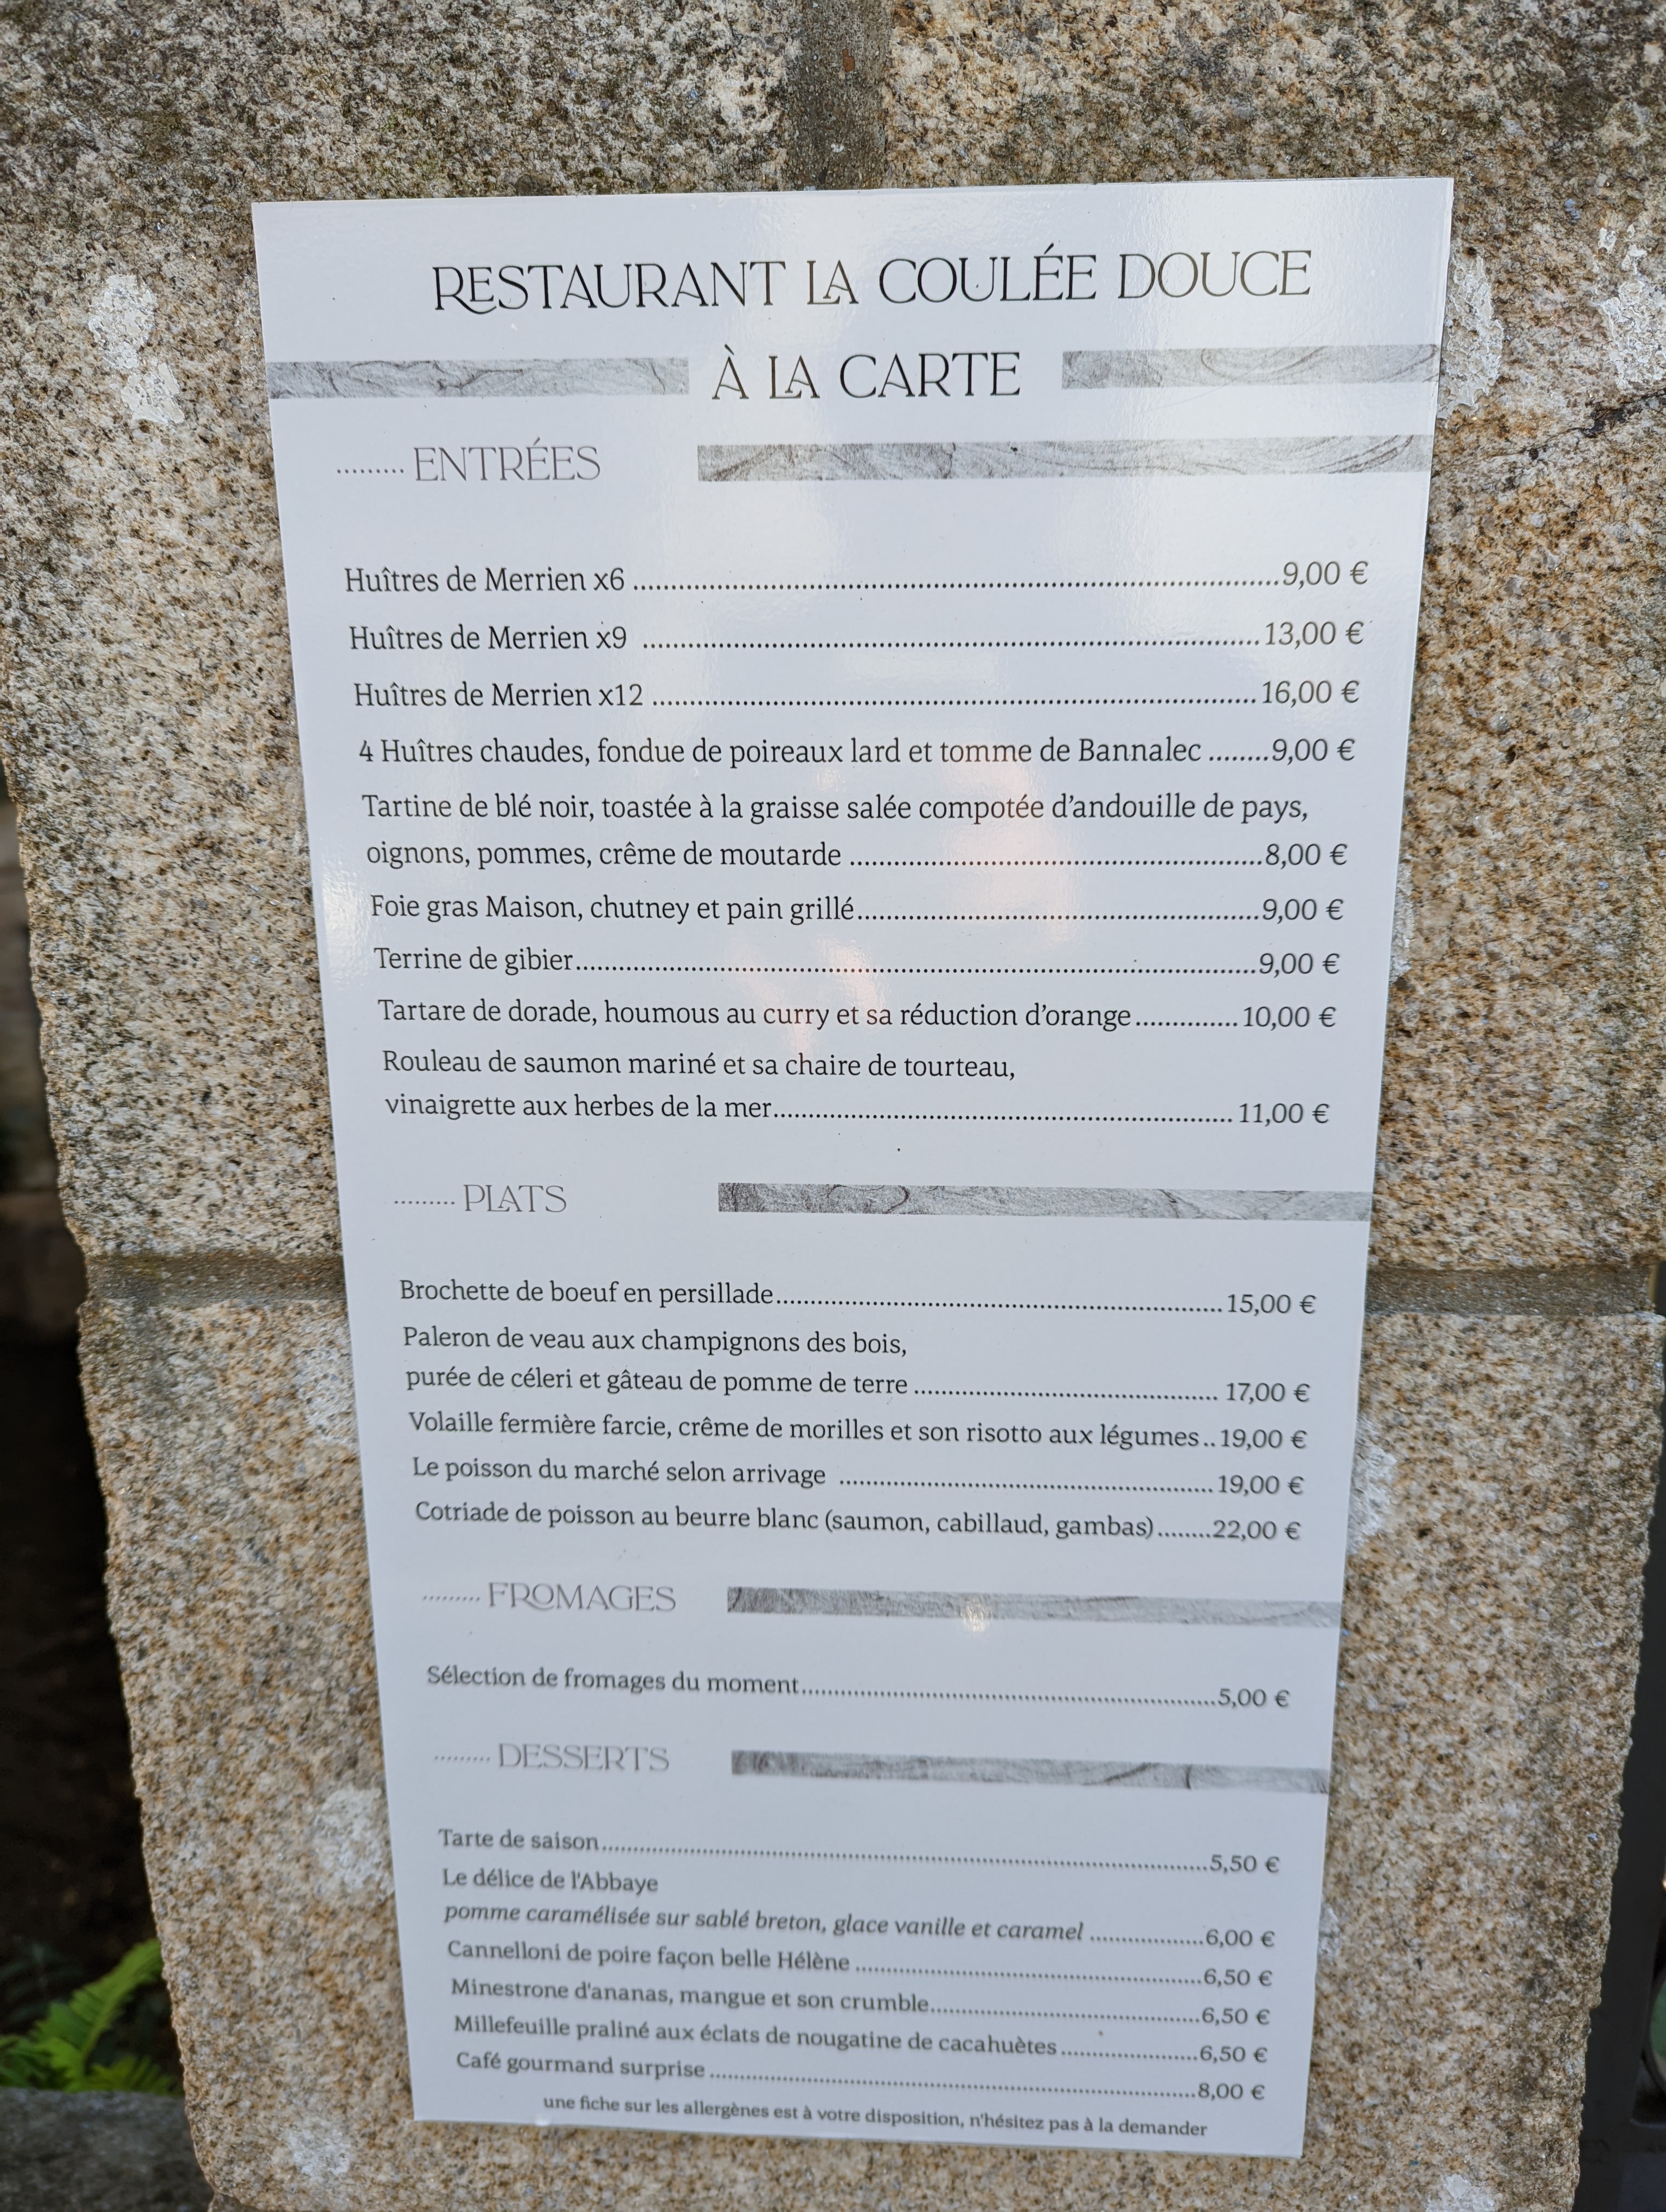 RESTAURANT LA COULÉE DOUCE
À LA CARTE
......... ENTRÉES
Huîtres de Merrien x6 ........ 9,00 €
Huîtres de Merrien x9 ........ 13,00 €
Huîtres de Merrien x12 ........ 16,00 €
4 Huîtres chaudes, fondue de poireaux lard et tomme de Bannalec ........9,00 €
Tartine de blé noir, toastée à la graisse salée compotée d'andouille de pays,
oignons, pommes, crême de moutarde ........ 8,00 €
Foie gras Maison, chutney et pain grillé........ 9,00 €
Terrine de gibier........ 9,00 €
Tartare de dorade, houmous au curry et sa réduction d'orange........ 10,00 €
Rouleau de saumon mariné et sa chaire de tourteau,
vinaigrette aux herbes de la mer........ 11,00 €
......... PLATS
Brochette de boeuf en persillade........ 15,00 €
Paleron de veau aux champignons des bois,
purée de céleri et gâteau de pomme de terre ........ 17,00 €
Volaille fermière farcie, crême de morilles et son risotto aux légumes.. 19,00 €
Le poisson du marché selon arrivage ........ 19,00 €
Cotriade de poisson au beurre blanc (saumon, cabillaud, gambas)........22,00 €
......... FROMAGES
Sélection de fromages du moment........ 5,00 €
......... DESSERTS
Tarte de saison........ 5,50 €
Le délice de l'Abbaye
pomme caramélisée sur sablé breton, glace vanille et caramel ........ 6,00 €
Cannelloni de poire façon belle Hélène ........ 6,50 €
Minestrone d'ananas, mangue et son crumble........ 6,50 €
Millefeuille praliné aux éclats de nougatine de cacahuètes ........ 6,50 €
Café gourmand surprise ........ 8,00 €
une fiche sur les allergènes est à votre disposition, n'hésitez pas à la demander